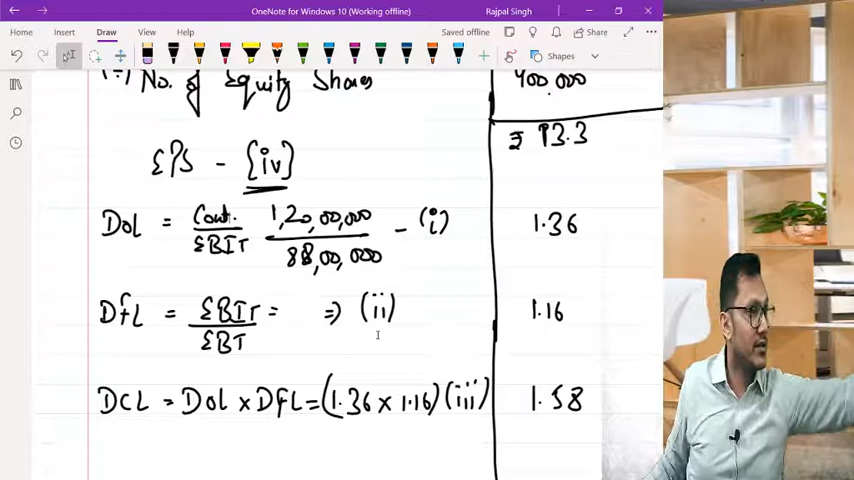 OneNote for Windows 10 (Working offline)
Rajpal Singh
Home Insert Draw View Help Saved offline Share
Shapes
(÷) No. of Equity Shares 400,000
₹ 13.3
EPS - [iv]
DOL = Cont. / EBIT 1,20,00,000 / 88,00,000 - (i) 1.36
DFL = EBIT / EBT = ⇒ (ii) 1.16
DCL = DOL × DFL = (1.36 × 1.16) (iii) 1.58